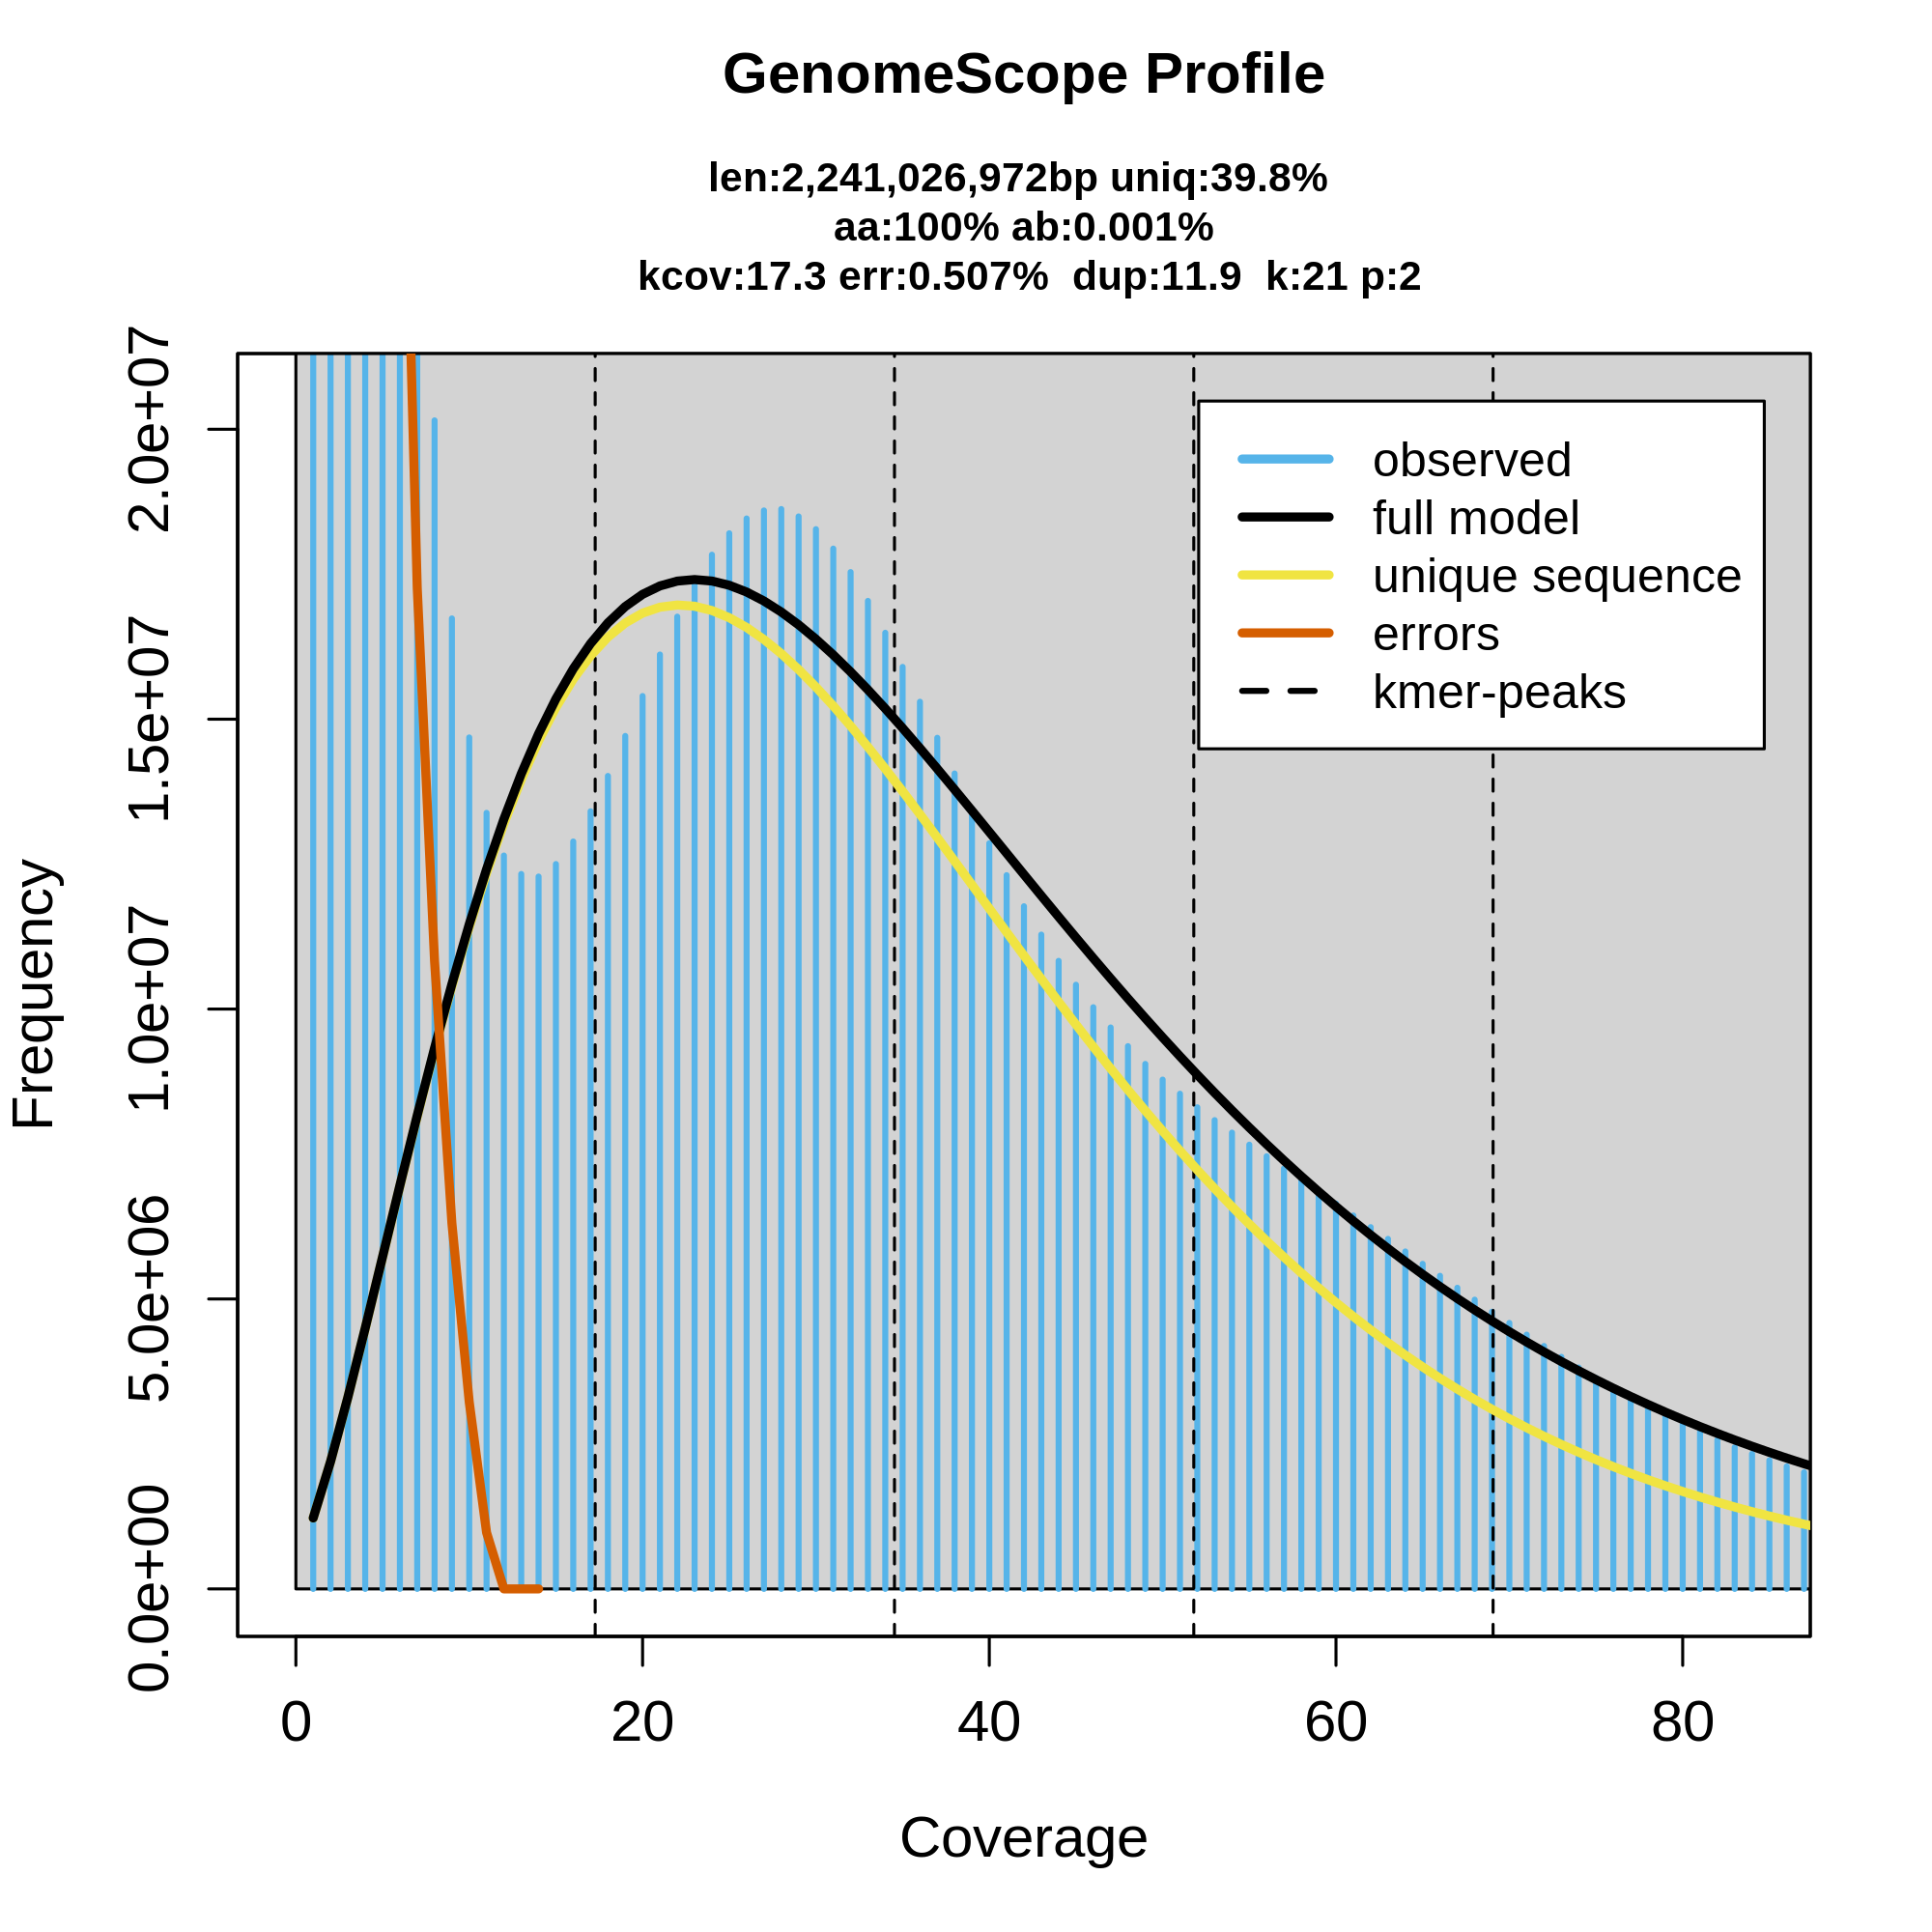 GenomeScope Profile
len:2,241,026,972bp uniq:39.8%
aa:100% ab:0.001%
kcov:17.3 err:0.507% dup:11.9 k:21 p:2
observed
full model
unique sequence
errors
kmer-peaks
Frequency
2.0e+07
1.5e+07
1.0e+07
5.0e+06
0.0e+00
0 20 40 60 80
Coverage